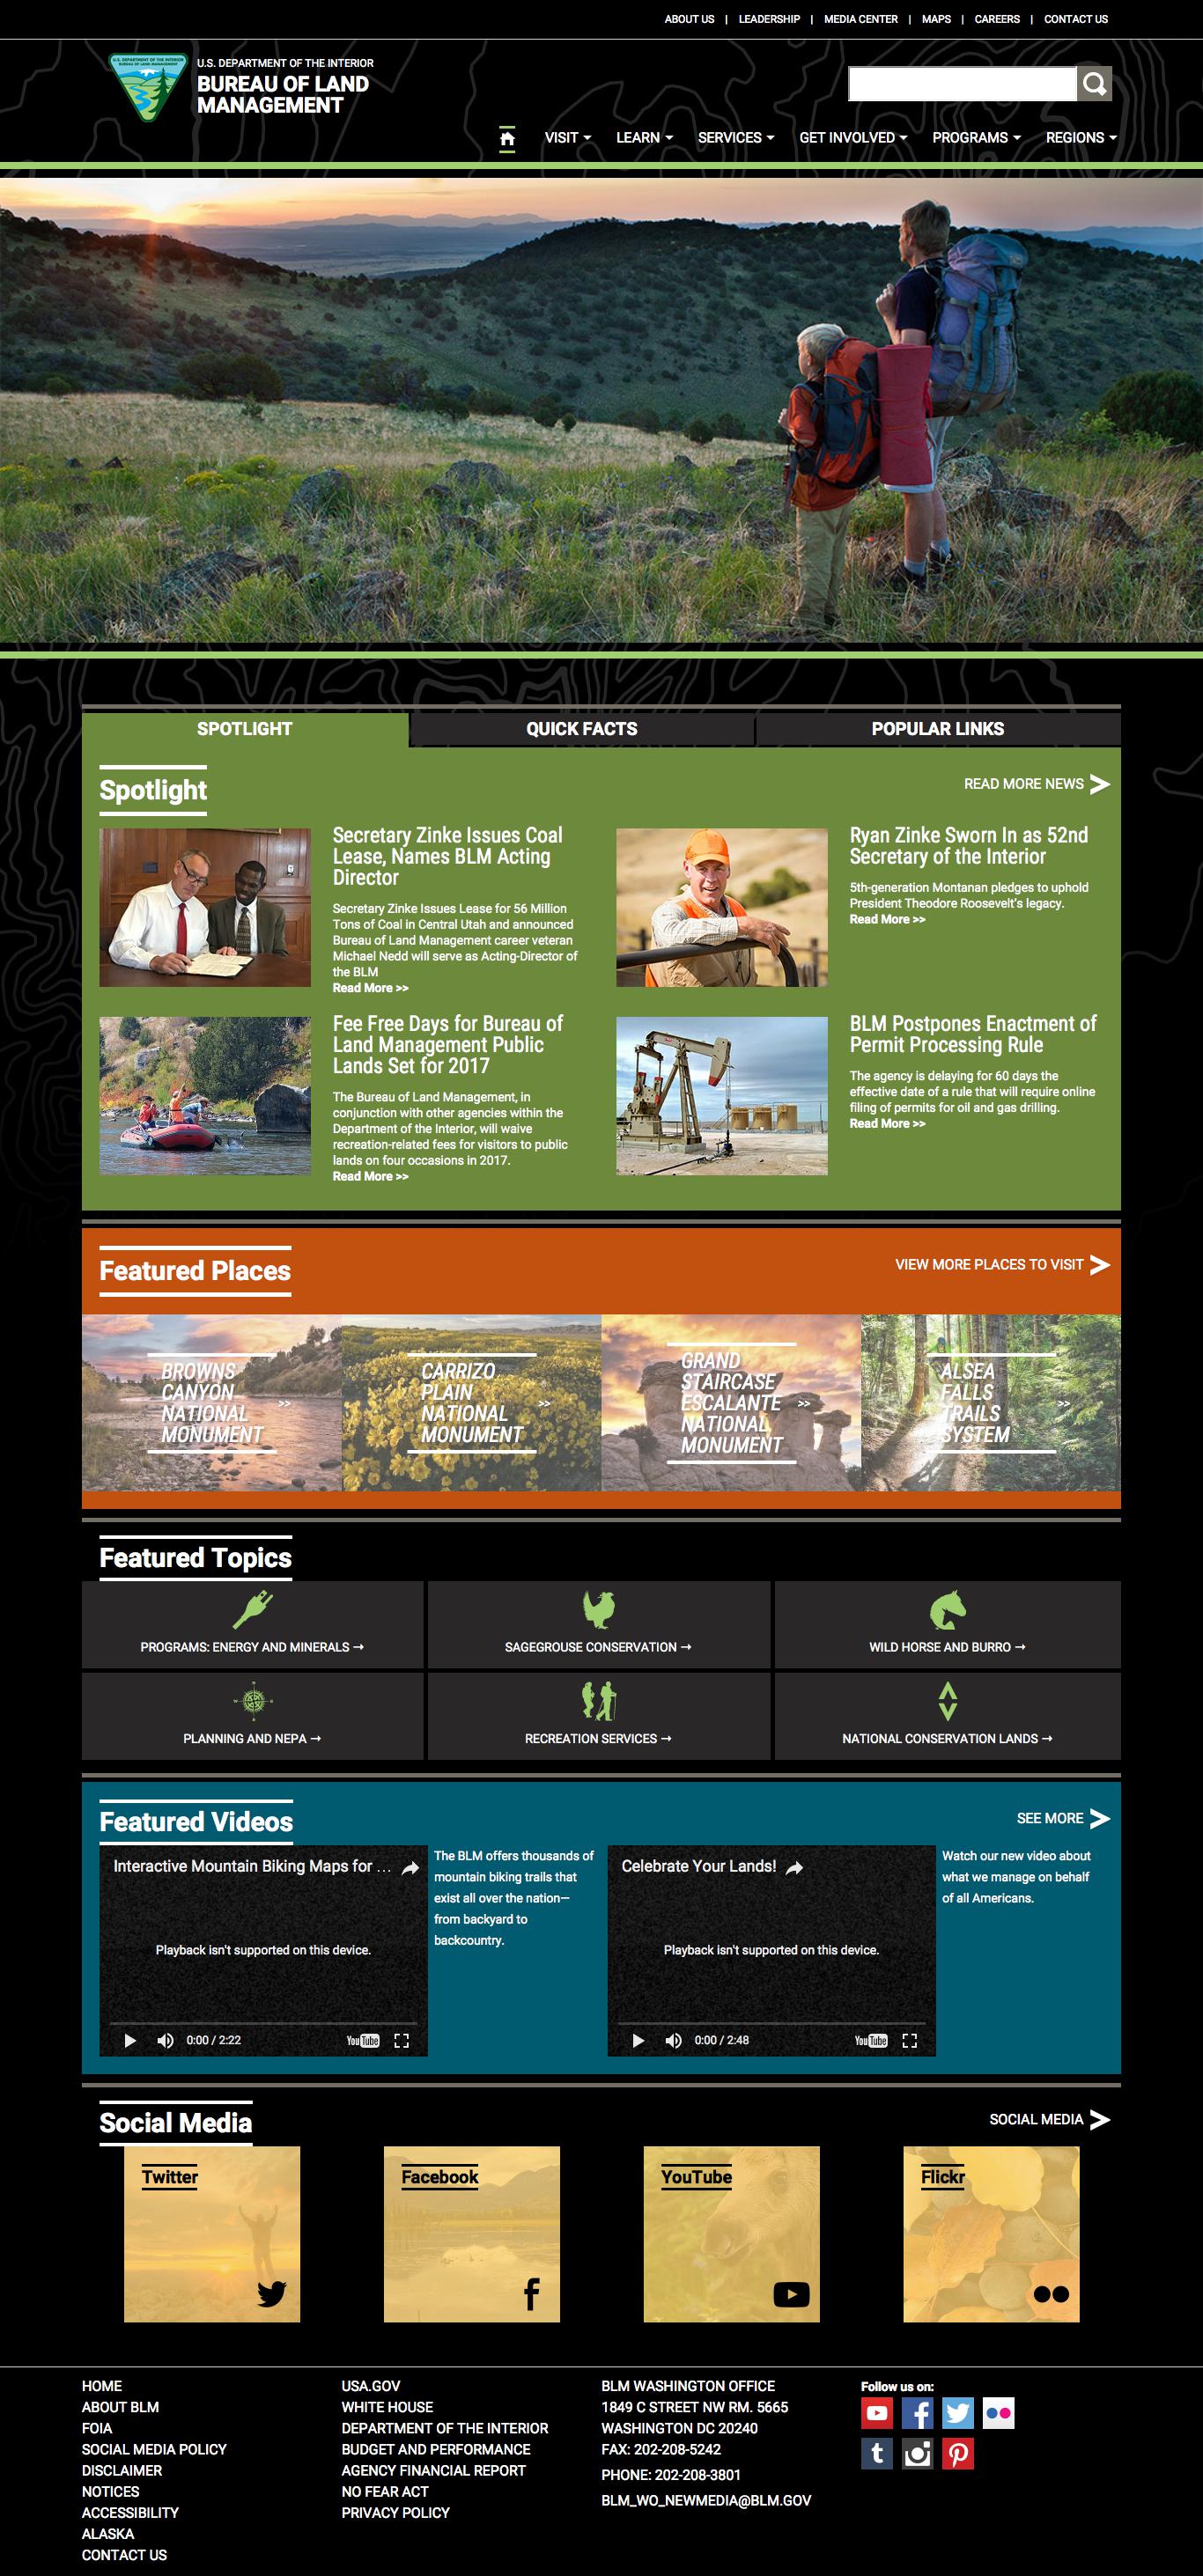 ABOUT US | LEADERSHIP | MEDIA CENTER | MAPS | CAREERS | CONTACT US
U.S. DEPARTMENT OF THE INTERIOR
BUREAU OF LAND MANAGEMENT
U.S. DEPARTMENT OF THE INTERIOR
BUREAU OF LAND
MANAGEMENT
VISIT LEARN SERVICES GET INVOLVED PROGRAMS REGIONS
SPOTLIGHT QUICK FACTS POPULAR LINKS
Spotlight
READ MORE NEWS
Secretary Zinke Issues Coal
Lease, Names BLM Acting
Director
Secretary Zinke Issues Lease for 56 Million
Tons of Coal in Central Utah and announced
Bureau of Land Management career veteran
Michael Nedd will serve as Acting-Director of
the BLM
Read More >>
Ryan Zinke Sworn In as 52nd
Secretary of the Interior
5th-generation Montanan pledges to uphold
President Theodore Roosevelt's legacy.
Read More >>
Fee Free Days for Bureau of
Land Management Public
Lands Set for 2017
The Bureau of Land Management, in
conjunction with other agencies within the
Department of the Interior, will waive
recreation-related fees for visitors to public
lands on four occasions in 2017.
Read More >>
BLM Postpones Enactment of
Permit Processing Rule
The agency is delaying for 60 days the
effective date of a rule that will require online
filing of permits for oil and gas drilling.
Read More >>
Featured Places
VIEW MORE PLACES TO VISIT
BROWNS
CANYON
NATIONAL
MONUMENT
>>
CARRIZO
PLAIN
NATIONAL
MONUMENT
>>
GRAND
STAIRCASE
ESCALANTE
NATIONAL
MONUMENT
>>
ALSEA
FALLS
TRAILS
SYSTEM
>>
Featured Topics
PROGRAMS: ENERGY AND MINERALS →
SAGEGROUSE CONSERVATION →
WILD HORSE AND BURRO →
PLANNING AND NEPA →
RECREATION SERVICES →
NATIONAL CONSERVATION LANDS →
Featured Videos
SEE MORE
Interactive Mountain Biking Maps for ...
Playback isn't supported on this device.
0:00 / 2:22
YouTube
The BLM offers thousands of
mountain biking trails that
exist all over the nation—
from backyard to
backcountry.
Celebrate Your Lands!
Playback isn't supported on this device.
0:00 / 2:48
YouTube
Watch our new video about
what we manage on behalf
of all Americans.
Social Media
SOCIAL MEDIA
Twitter
Facebook
YouTube
Flickr
HOME
ABOUT BLM
FOIA
SOCIAL MEDIA POLICY
DISCLAIMER
NOTICES
ACCESSIBILITY
ALASKA
CONTACT US
USA.GOV
WHITE HOUSE
DEPARTMENT OF THE INTERIOR
BUDGET AND PERFORMANCE
AGENCY FINANCIAL REPORT
NO FEAR ACT
PRIVACY POLICY
BLM WASHINGTON OFFICE
1849 C STREET NW RM. 5665
WASHINGTON DC 20240
FAX: 202-208-5242
PHONE: 202-208-3801
BLM_WO_NEWMEDIA@BLM.GOV
Follow us on: